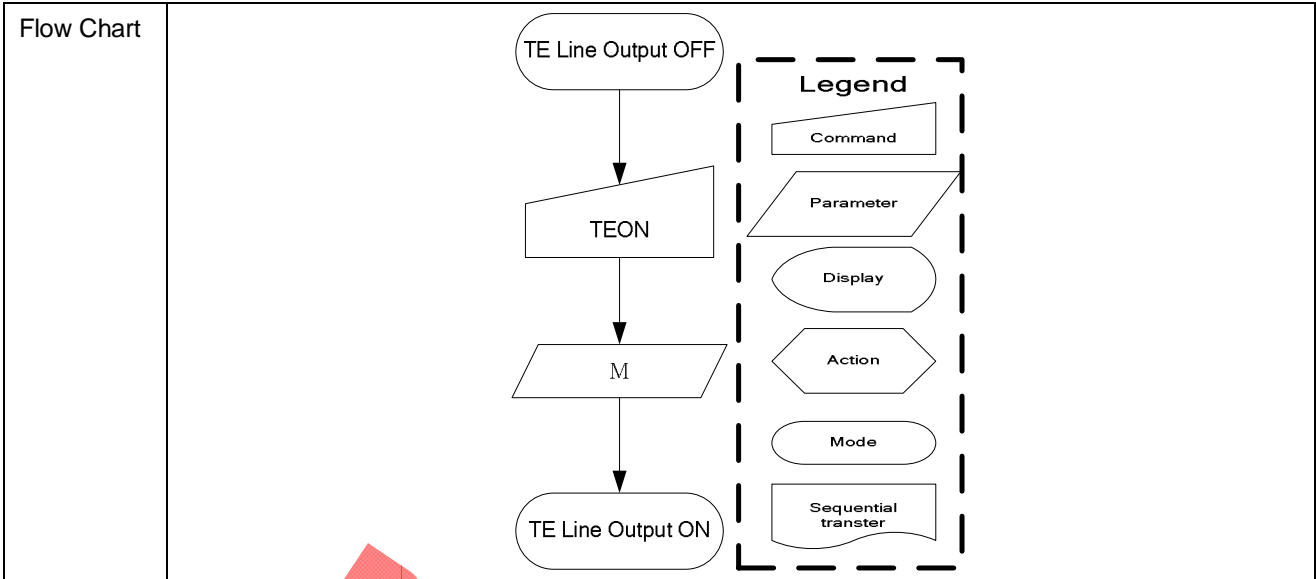 Flow Chart
TE Line Output OFF
TEON
M
TE Line Output ON
Legend
Command
Parameter
Display
Action
Mode
Sequential
transter